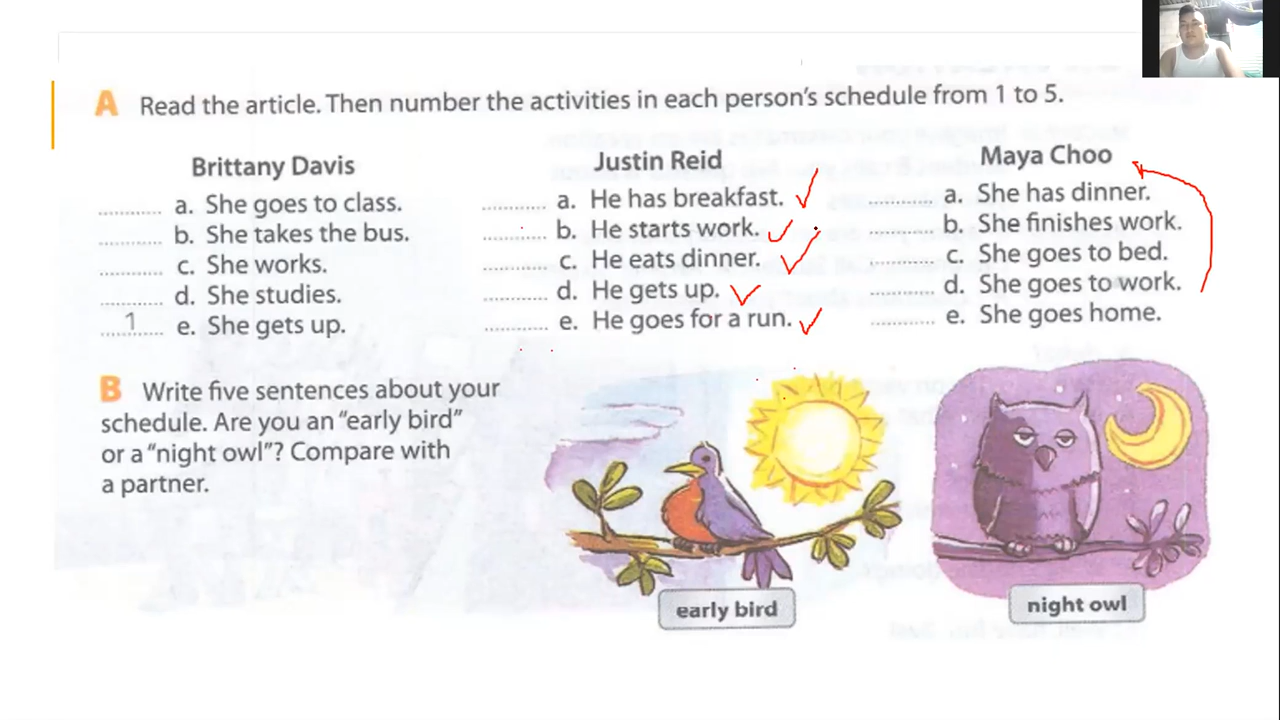 A Read the article. Then number the activities in each person's schedule from 1 to 5.
Brittany Davis
a. She goes to class.
b. She takes the bus.
c. She works.
d. She studies.
1 e. She gets up.
Justin Reid
a. He has breakfast.
b. He starts work.
c. He eats dinner.
d. He gets up.
e. He goes for a run.
Maya Choo
a. She has dinner.
b. She finishes work.
c. She goes to bed.
d. She goes to work.
e. She goes home.
B Write five sentences about your
schedule. Are you an "early bird"
or a "night owl"? Compare with
a partner.
early bird
night owl